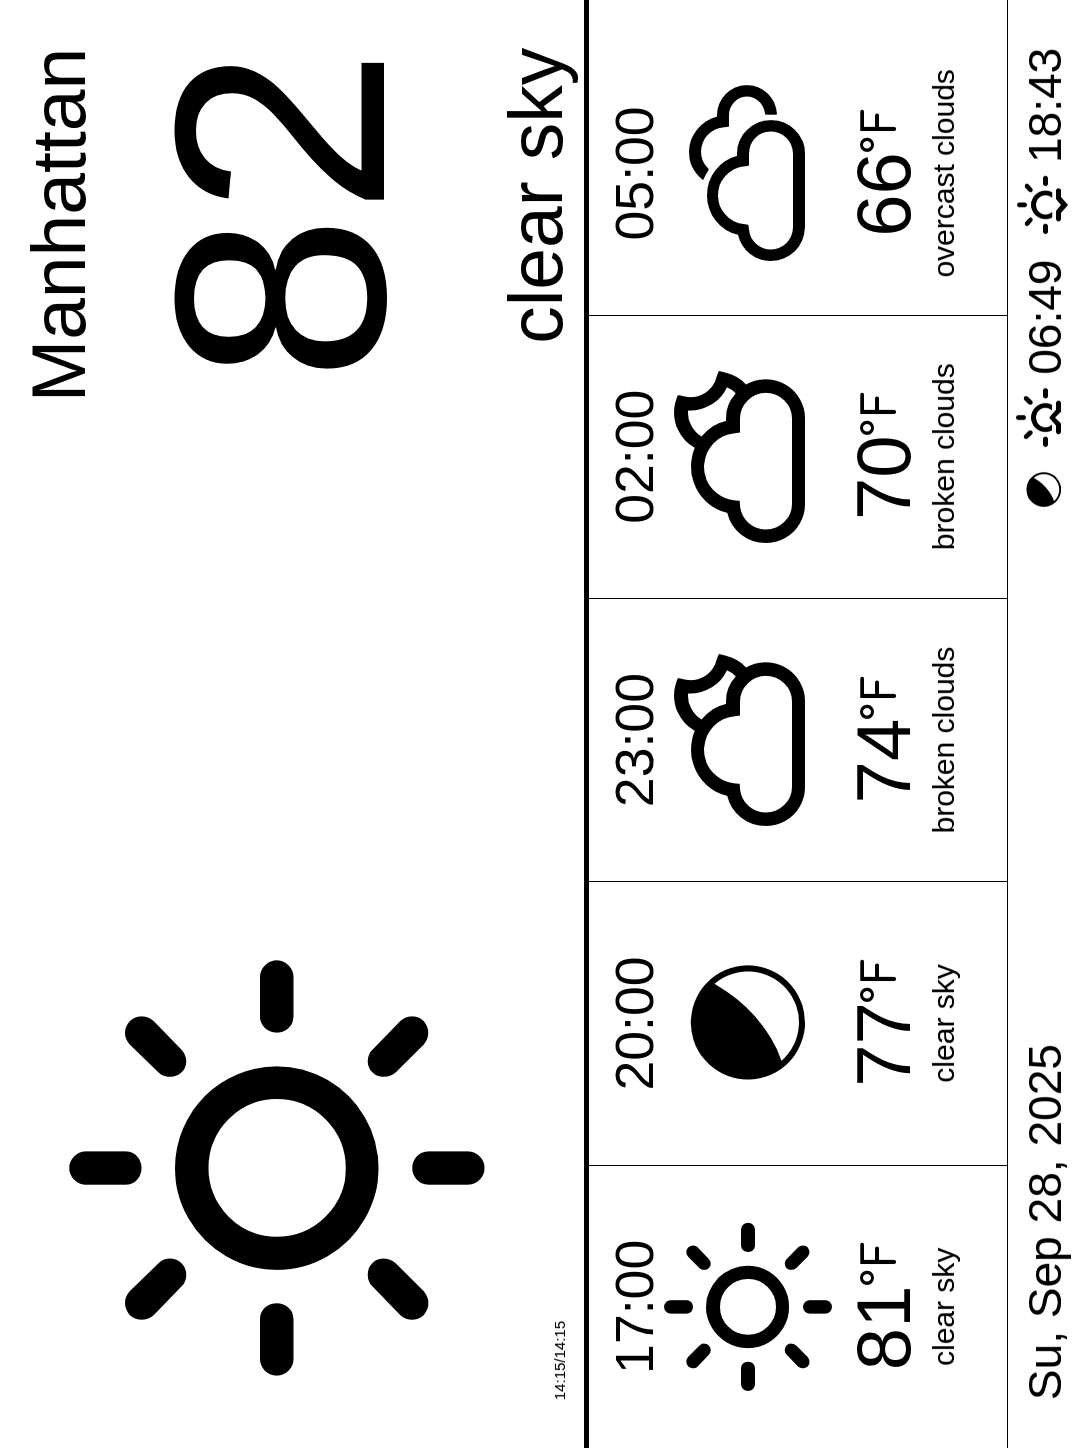 Manhattan
82
clear sky
14:15/14:15
17:00
81°F
clear sky
20:00
77°F
clear sky
23:00
74°F
broken clouds
02:00
70°F
broken clouds
05:00
66°F
overcast clouds
Su, Sep 28, 2025
06:49
18:43